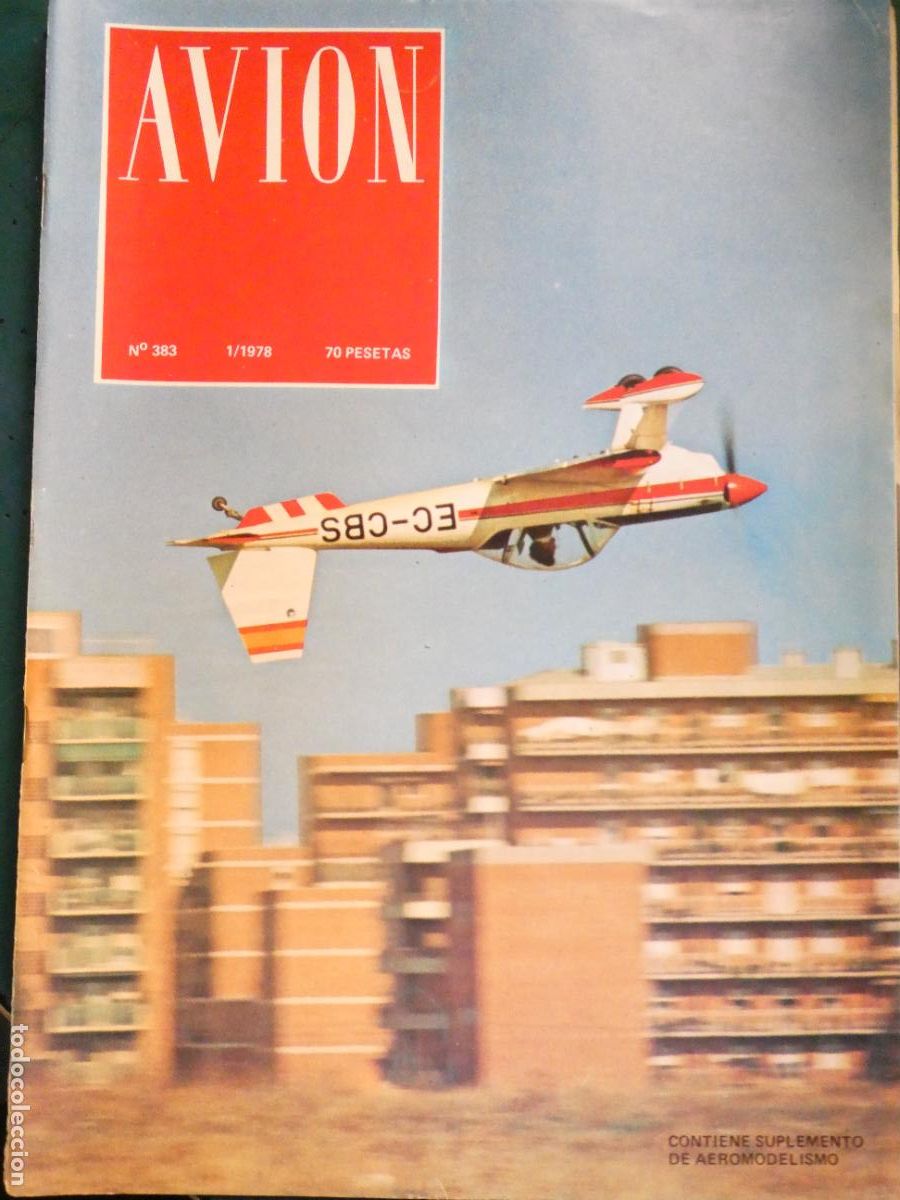 AVION
Nº 383 1/1978 70 PESETAS
EC-CBS
CONTIENE SUPLEMENTO
DE AEROMODELISMO
todocoleccion